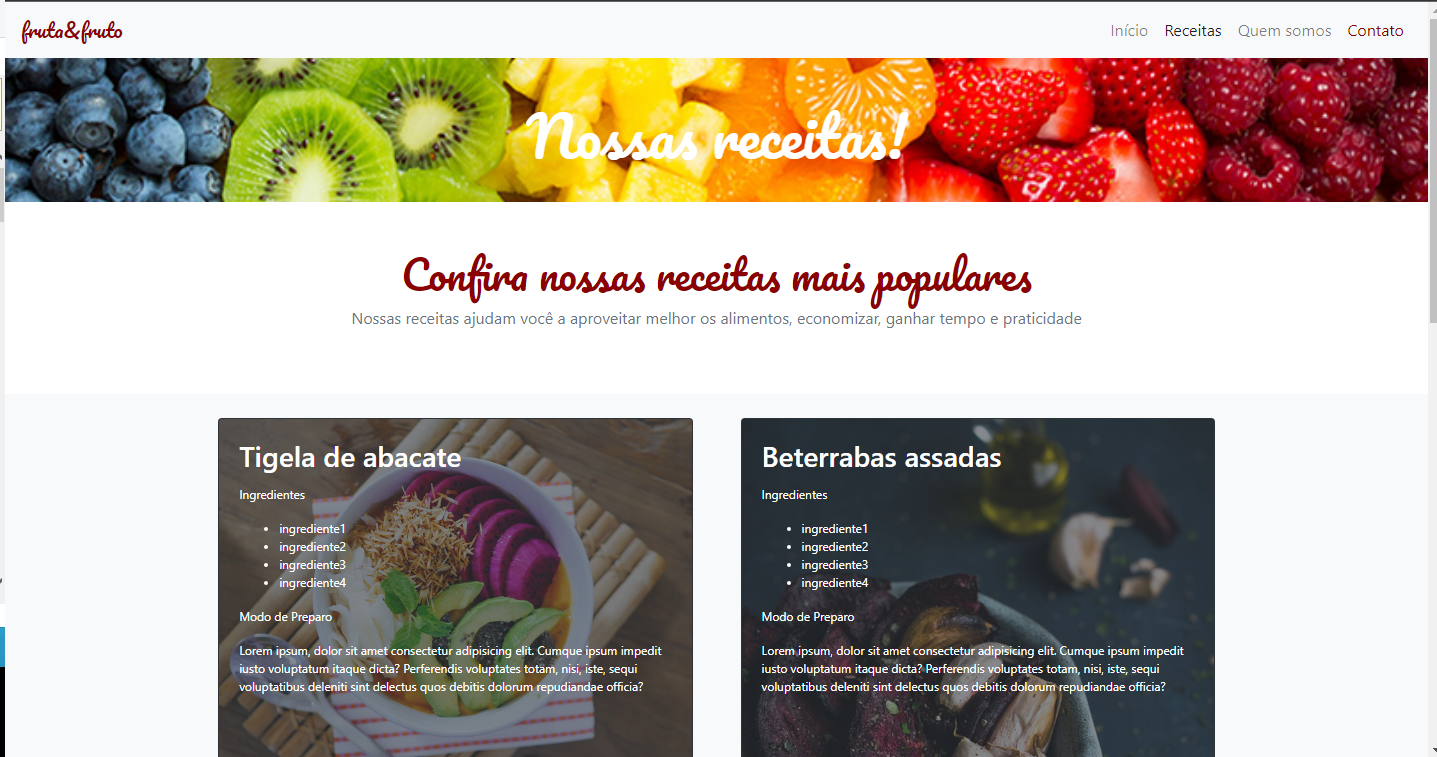 fruta&fruto
Início Receitas Quem somos Contato
Nossas receitas!
Confira nossas receitas mais populares
Nossas receitas ajudam você a aproveitar melhor os alimentos, economizar, ganhar tempo e praticidade
Tigela de abacate
Ingredientes
• ingrediente1
• ingrediente2
• ingrediente3
• ingrediente4
Modo de Preparo
Lorem ipsum, dolor sit amet consectetur adipisicing elit. Cumque ipsum impedit
iusto voluptatum itaque dicta? Perferendis voluptates totam, nisi, iste, sequi
voluptatibus deleniti sint delectus quos debitis dolorum repudiandae officia?
Beterrabas assadas
Ingredientes
• ingrediente1
• ingrediente2
• ingrediente3
• ingrediente4
Modo de Preparo
Lorem ipsum, dolor sit amet consectetur adipisicing elit. Cumque ipsum impedit
iusto voluptatum itaque dicta? Perferendis voluptates totam, nisi, iste, sequi
voluptatibus deleniti sint delectus quos debitis dolorum repudiandae officia?